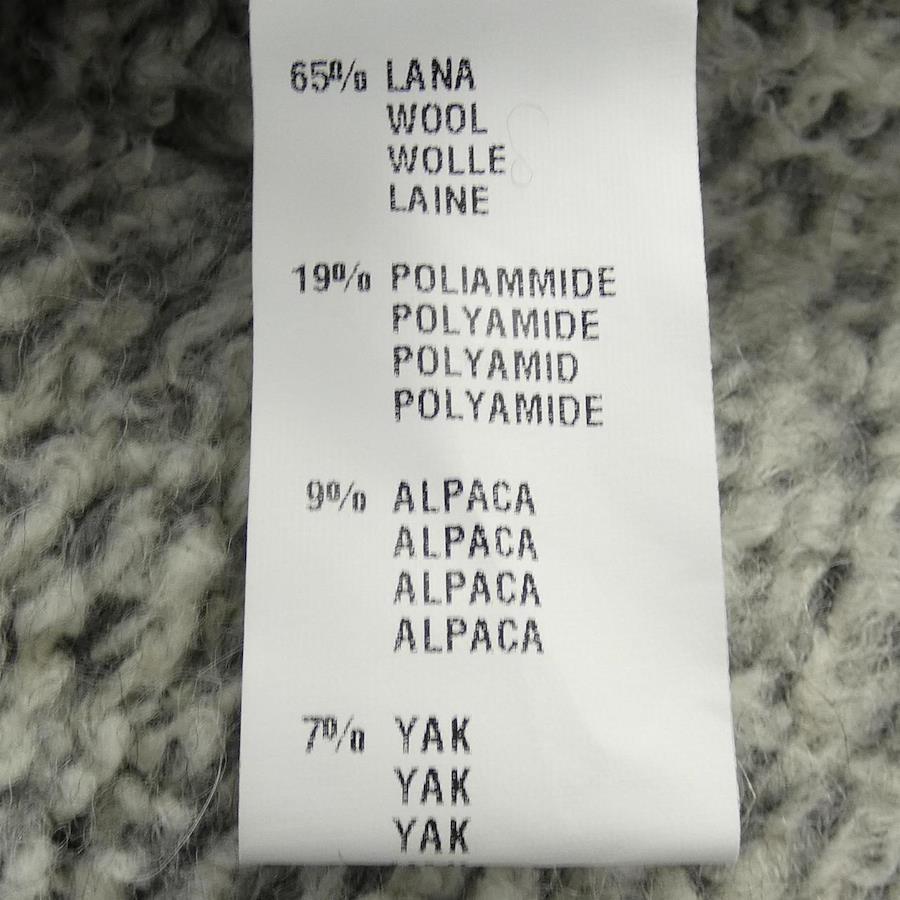 65% LANA
WOOL
WOLLE
LAINE
19% POLIAMMIDE
POLYAMIDE
POLYAMID
POLYAMIDE
9% ALPACA
ALPACA
ALPACA
ALPACA
7% YAK
YAK
YAK